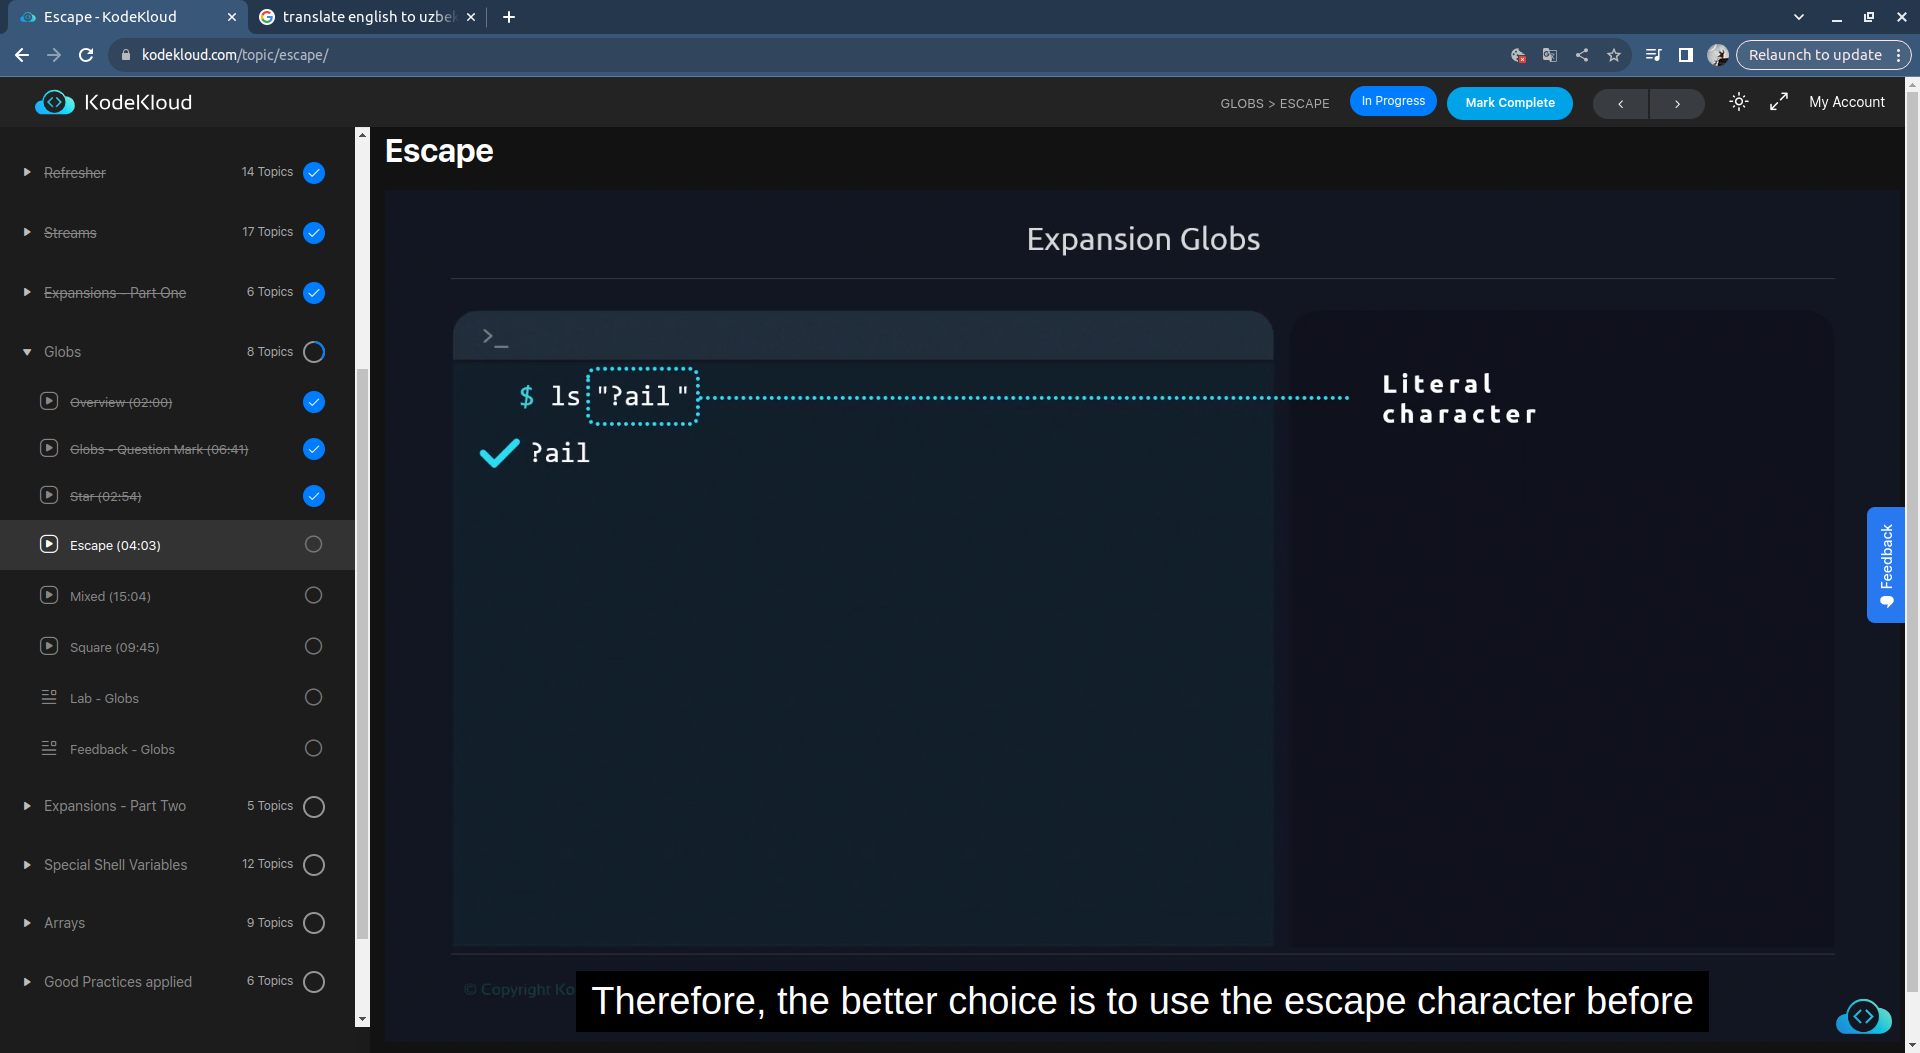 Escape - KodeKloud
translate english to uzbek
kodekloud.com/topic/escape/
Relaunch to update
KodeKloud
GLOBS > ESCAPE
In Progress
Mark Complete
My Account
Refresher 14 Topics
Streams 17 Topics
Expansions - Part One 6 Topics
Globs 8 Topics
Overview (02:00)
Globs - Question Mark (06:41)
Star (02:54)
Escape (04:03)
Mixed (15:04)
Square (09:45)
Lab - Globs
Feedback - Globs
Expansions - Part Two 5 Topics
Special Shell Variables 12 Topics
Arrays 9 Topics
Good Practices applied 6 Topics
Escape
Expansion Globs
>_
$ ls "?ail"
?ail
Literal
character
Feedback
© Copyright Ko
Therefore, the better choice is to use the escape character before